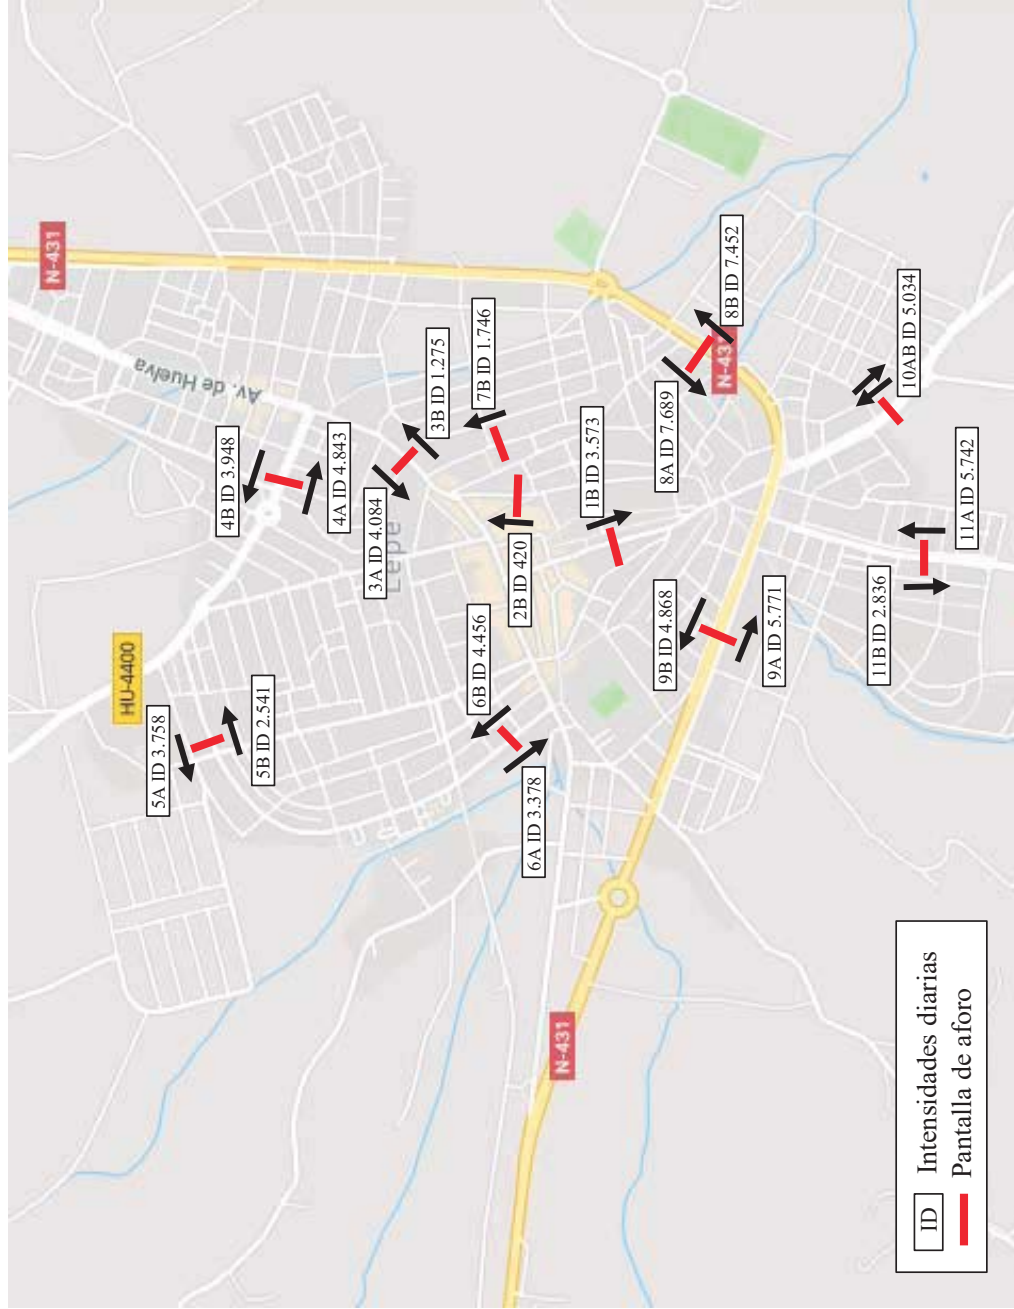 N-431
HU-4400
5A ID 3.758
4B ID 3.948
Av. de Huelva
5B ID 2.541
4A ID 4.843
3A ID 4.084
Lepe
3B ID 1.275
6B ID 4.456
7B ID 1.746
2B ID 420
6A ID 3.378
N-431
1B ID 3.573
9B ID 4.868
8A ID 7.689
N-43
8B ID 7.452
9A ID 5.771
11B ID 2.836
10AB ID 5.034
11A ID 5.742
ID Intensidades diarias
Pantalla de aforo